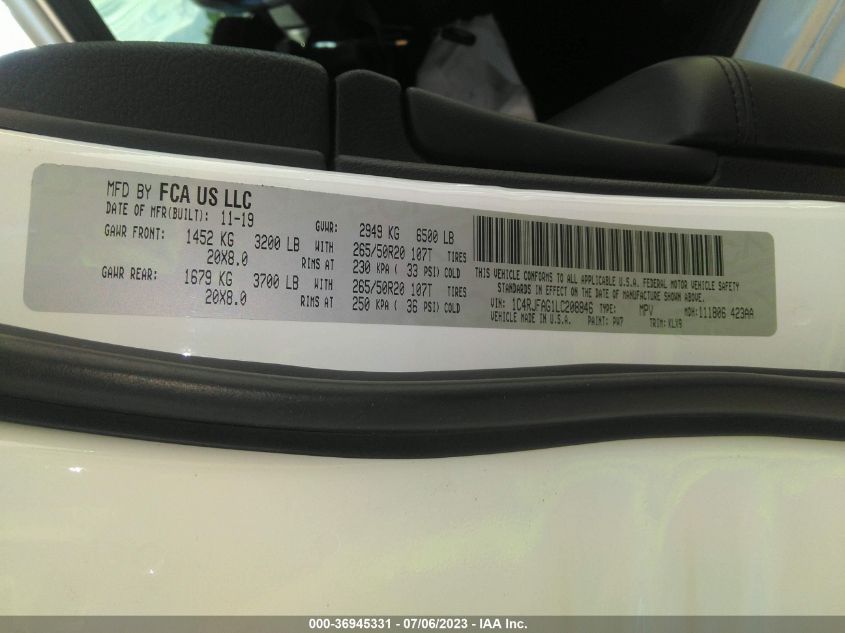 MFD BY FCA US LLC
DATE OF MFR(BUILT): 11-19 GVWR: 2949 KG 6500 LB
GAWR FRONT: 1452 KG 3200 LB WITH 265/50R20 107T TIRES
20X8.0 RIMS AT 230 KPA ( 33 PSI) COLD
GAWR REAR: 1679 KG 3700 LB WITH 265/50R20 107T TIRES
20X8.0 RIMS AT 250 KPA ( 36 PSI) COLD
THIS VEHICLE CONFORMS TO ALL APPLICABLE U.S.A. FEDERAL MOTOR VEHICLE SAFETY
STANDARDS IN EFFECT ON THE DATE OF MANUFACTURE SHOWN ABOVE.
VIN: 1C4RJFAG1LC208846 TYPE: MPV MDH: 111806 423AA
VEHICLE MADE IN U.S.A. PAINT: PW7 TRIM: KLX9
000-36945331 - 07/06/2023 - IAA Inc.